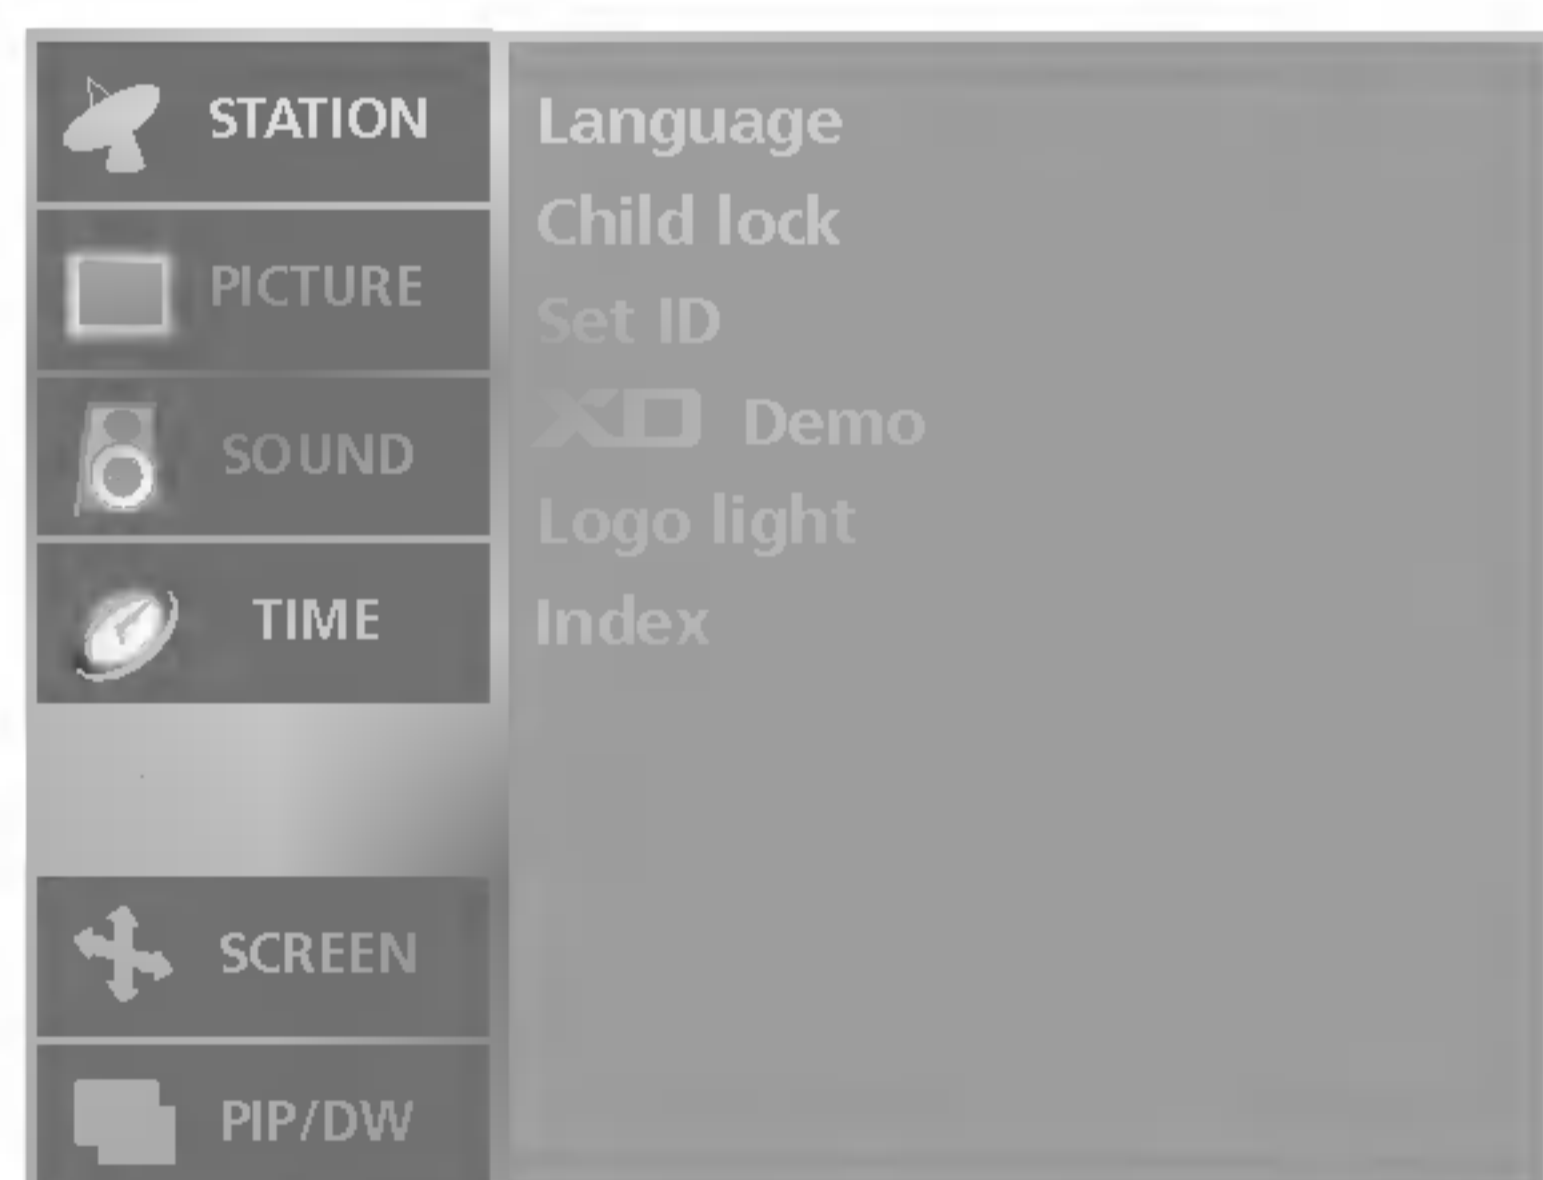 STATION
PICTURE
SOUND
TIME
SCREEN
PIP/DW
Language
Child lock
Set ID
XD Demo
Logo light
Index